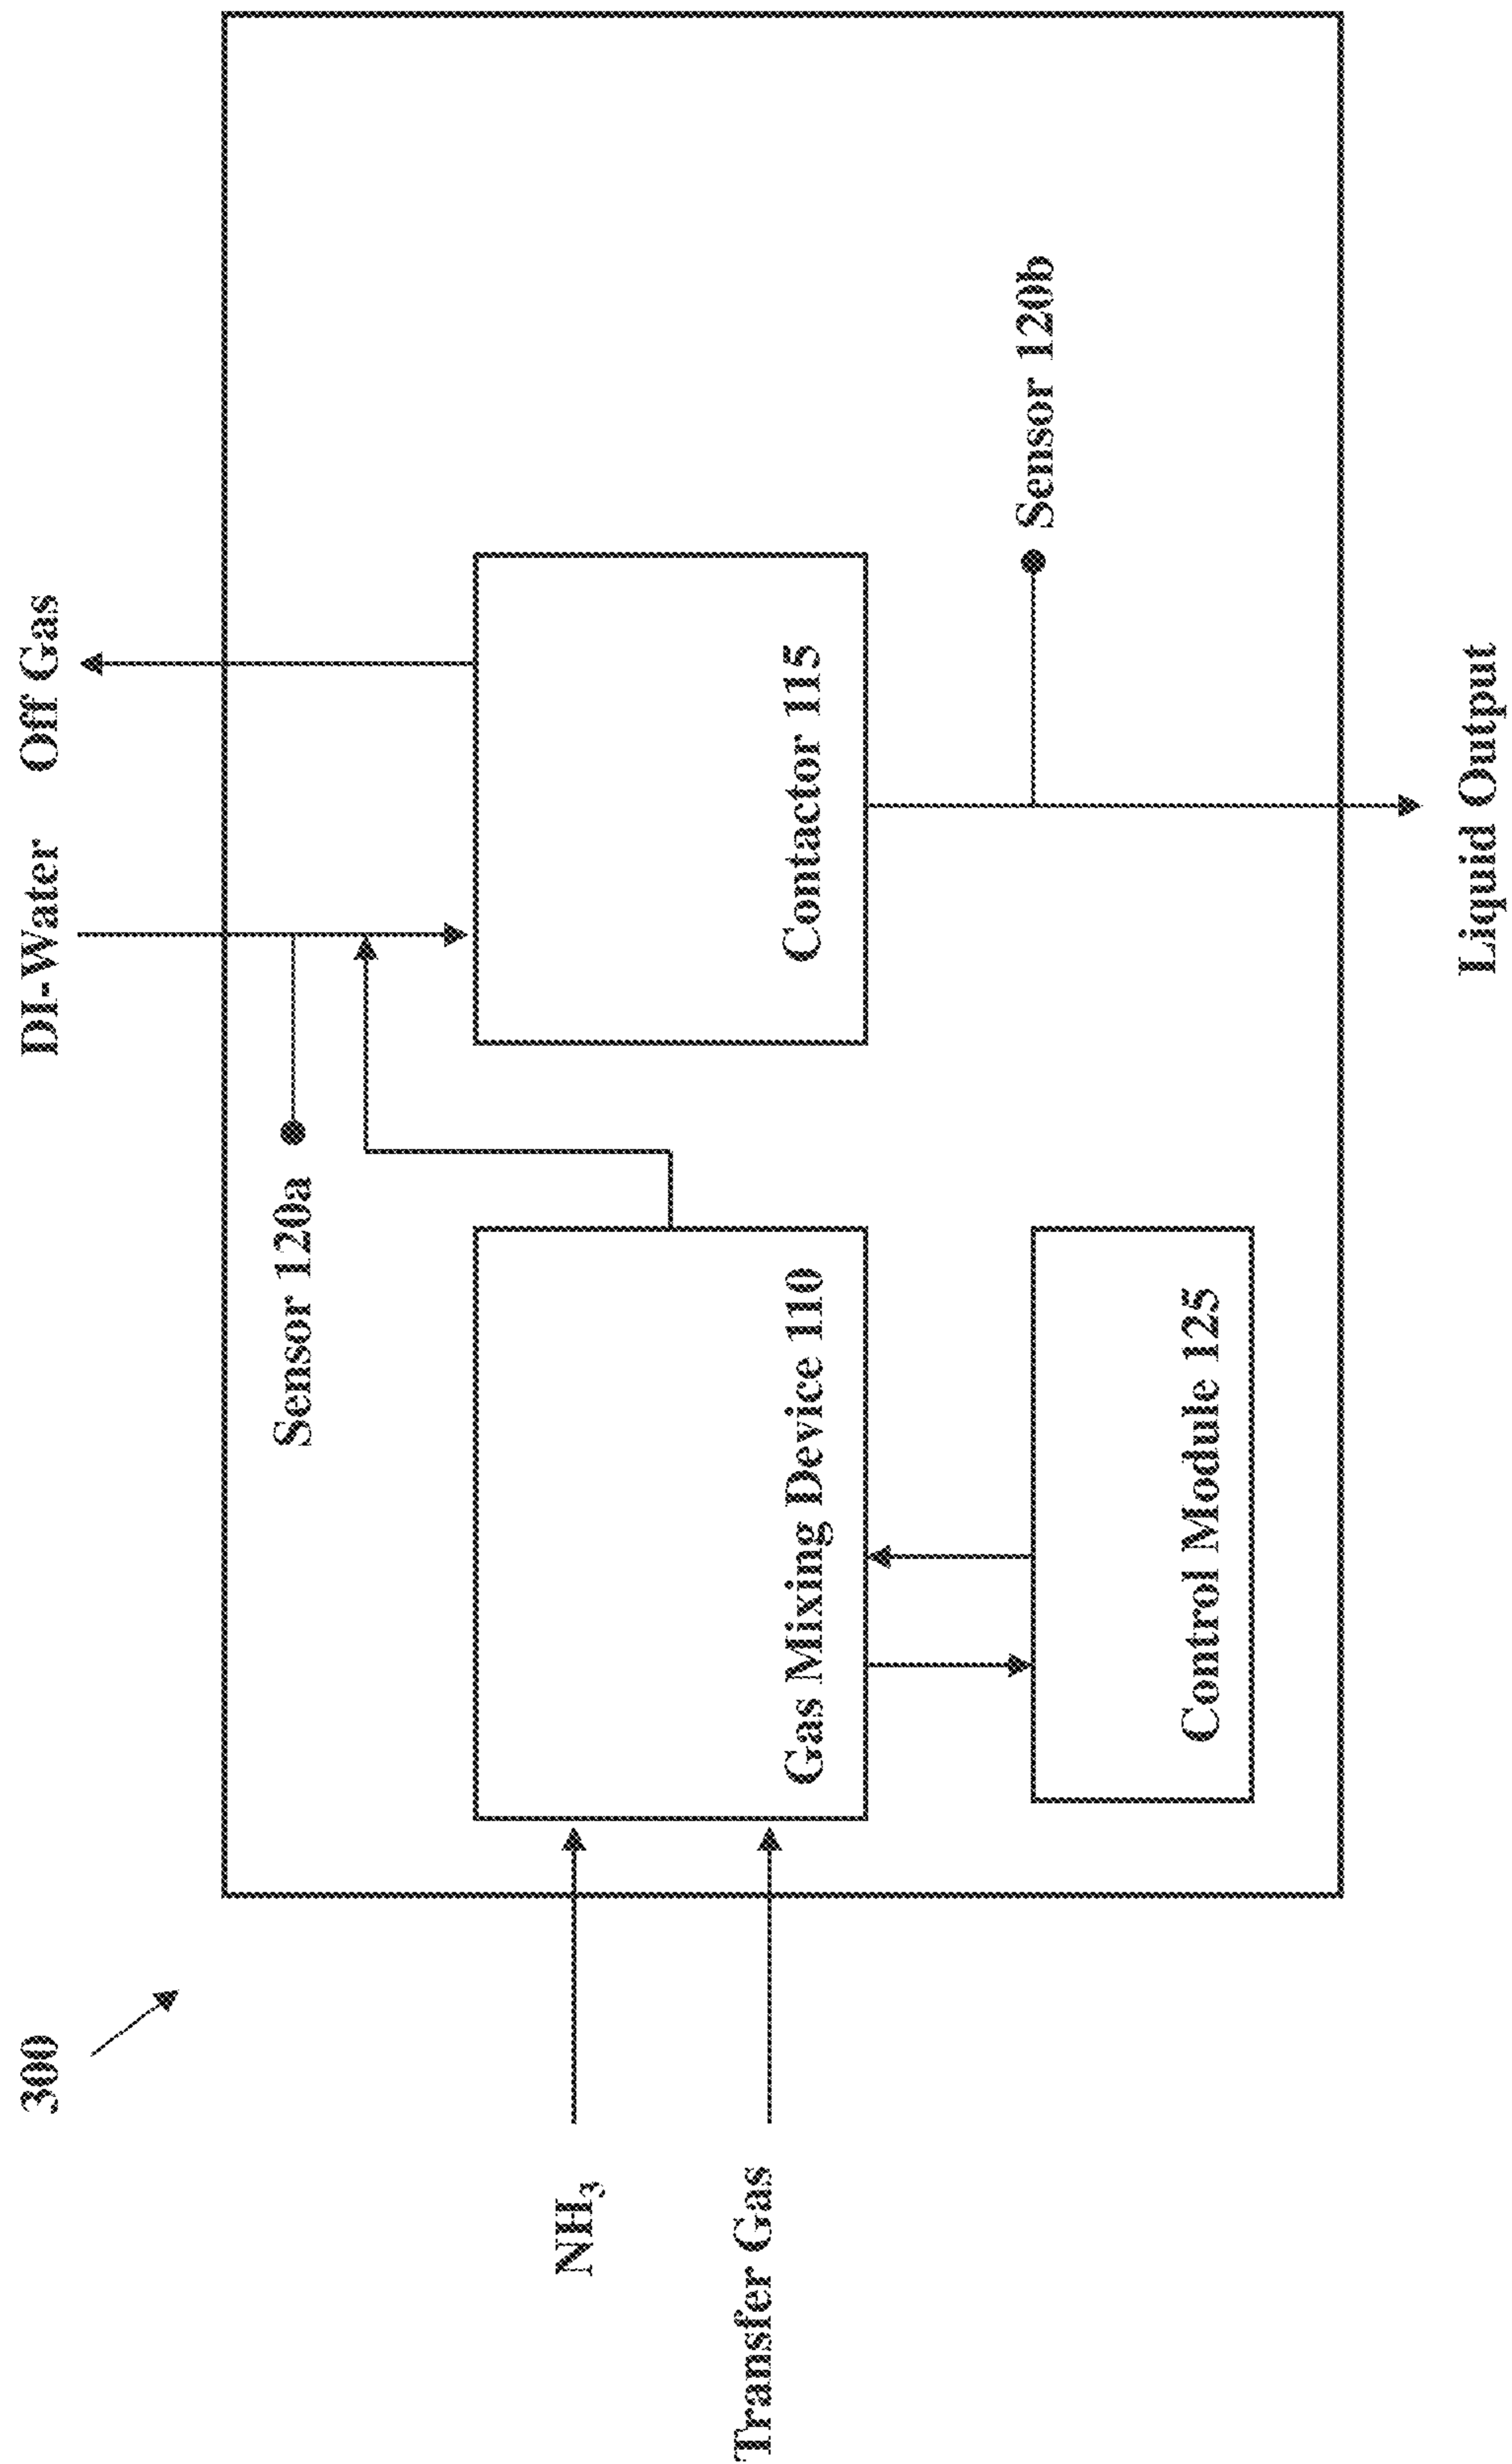 300
DI-Water
Off Gas
Sensor 120a
NH₃
Transfer Gas
Gas Mixing Device 110
Contactor 115
Sensor 120b
Control Module 125
Liquid Output